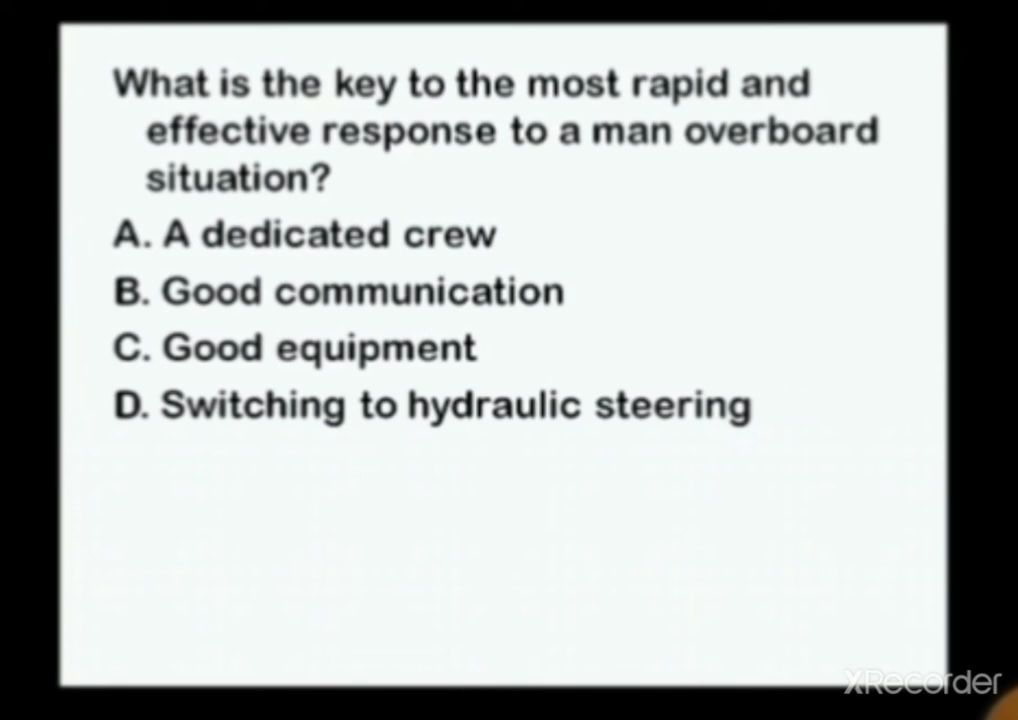 What is the key to the most rapid and
effective response to a man overboard
situation?
A. A dedicated crew
B. Good communication
C. Good equipment
D. Switching to hydraulic steering
XRecorder